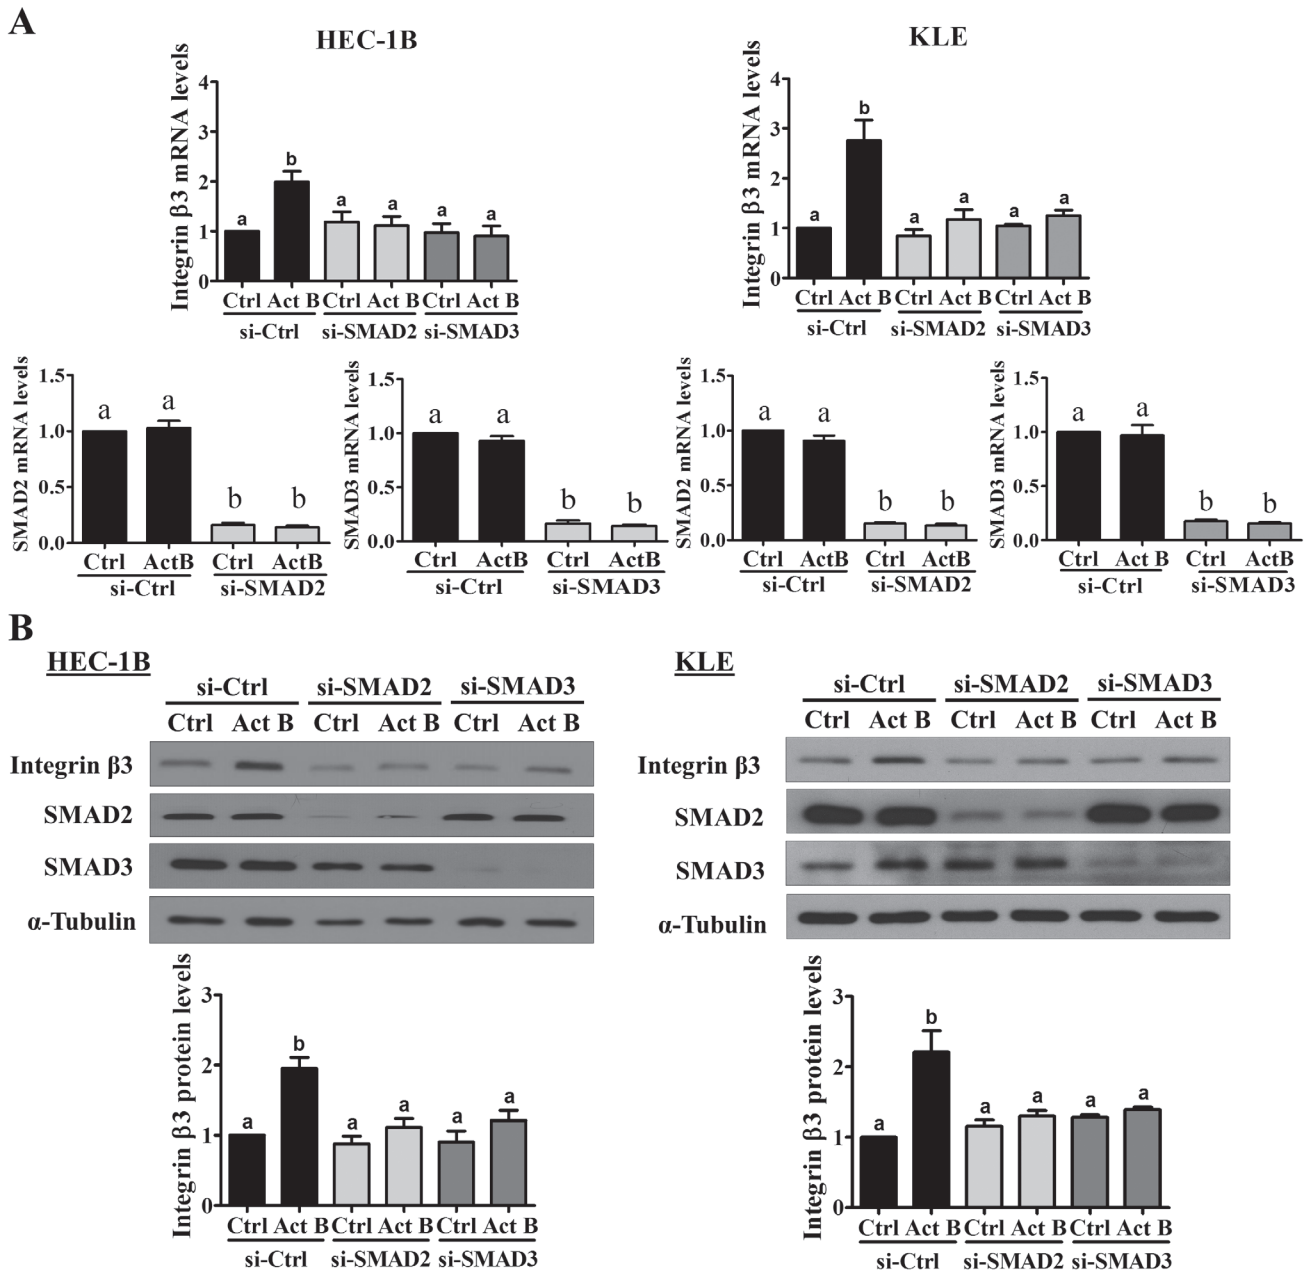 A
HEC-1B
KLE
Integrin β3 mRNA levels
4
3
2
1
0
a
b
a
a
a
a
Ctrl Act B Ctrl Act B Ctrl Act B
si-Ctrl si-SMAD2 si-SMAD3
Integrin β3 mRNA levels
4
3
2
1
0
a
b
a
a
a
a
Ctrl Act B Ctrl Act B Ctrl Act B
si-Ctrl si-SMAD2 si-SMAD3
SMAD2 mRNA levels
1.5
1.0
0.5
0.0
a a
b b
Ctrl ActB Ctrl ActB
si-Ctrl si-SMAD2
SMAD3 mRNA levels
1.5
1.0
0.5
0.0
a a
b b
Ctrl ActB Ctrl ActB
si-Ctrl si-SMAD3
SMAD2 mRNA levels
1.5
1.0
0.5
0.0
a a
b b
Ctrl ActB Ctrl ActB
si-Ctrl si-SMAD2
SMAD3 mRNA levels
1.5
1.0
0.5
0.0
a a
b b
Ctrl Act B Ctrl ActB
si-Ctrl si-SMAD3
B
HEC-1B
si-Ctrl si-SMAD2 si-SMAD3
Ctrl Act B Ctrl Act B Ctrl Act B
Integrin β3
SMAD2
SMAD3
α-Tubulin
KLE
si-Ctrl si-SMAD2 si-SMAD3
Ctrl Act B Ctrl Act B Ctrl Act B
Integrin β3
SMAD2
SMAD3
α-Tubulin
Integrin β3 protein levels
3
2
1
0
a
b
a
a
a
a
Ctrl Act B Ctrl Act B Ctrl Act B
si-Ctrl si-SMAD2 si-SMAD3
Integrin β3 protein levels
3
2
1
0
a
b
a
a
a
a
Ctrl Act B Ctrl Act B Ctrl Act B
si-Ctrl si-SMAD2 si-SMAD3